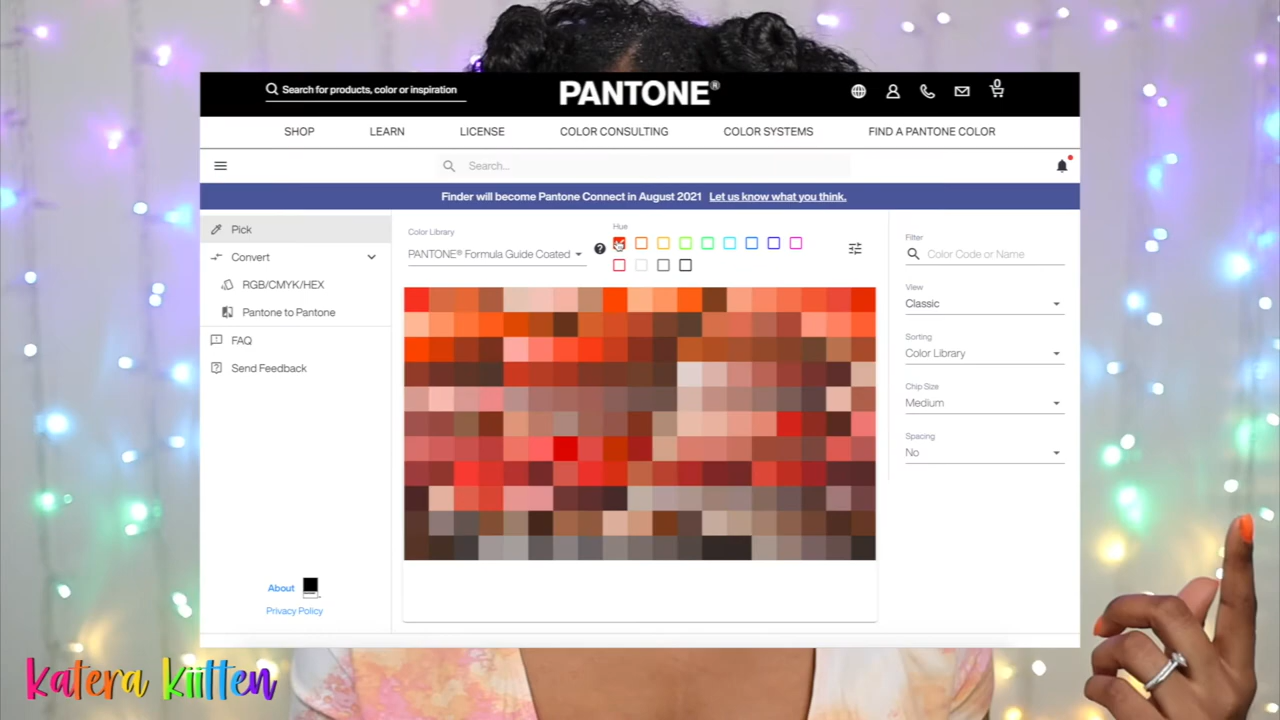 Search for products, color or inspiration
PANTONE®
0
SHOP LEARN LICENSE COLOR CONSULTING COLOR SYSTEMS FIND A PANTONE COLOR
Search...
Finder will become Pantone Connect in August 2021 Let us know what you think.
Pick
Convert
RGB/CMYK/HEX
Pantone to Pantone
FAQ
Send Feedback
About
Privacy Policy
Color Library
PANTONE® Formula Guide Coated
Hue
Filter
Color Code or Name
View
Classic
Sorting
Color Library
Chip Size
Medium
Spacing
No
katera kiitten